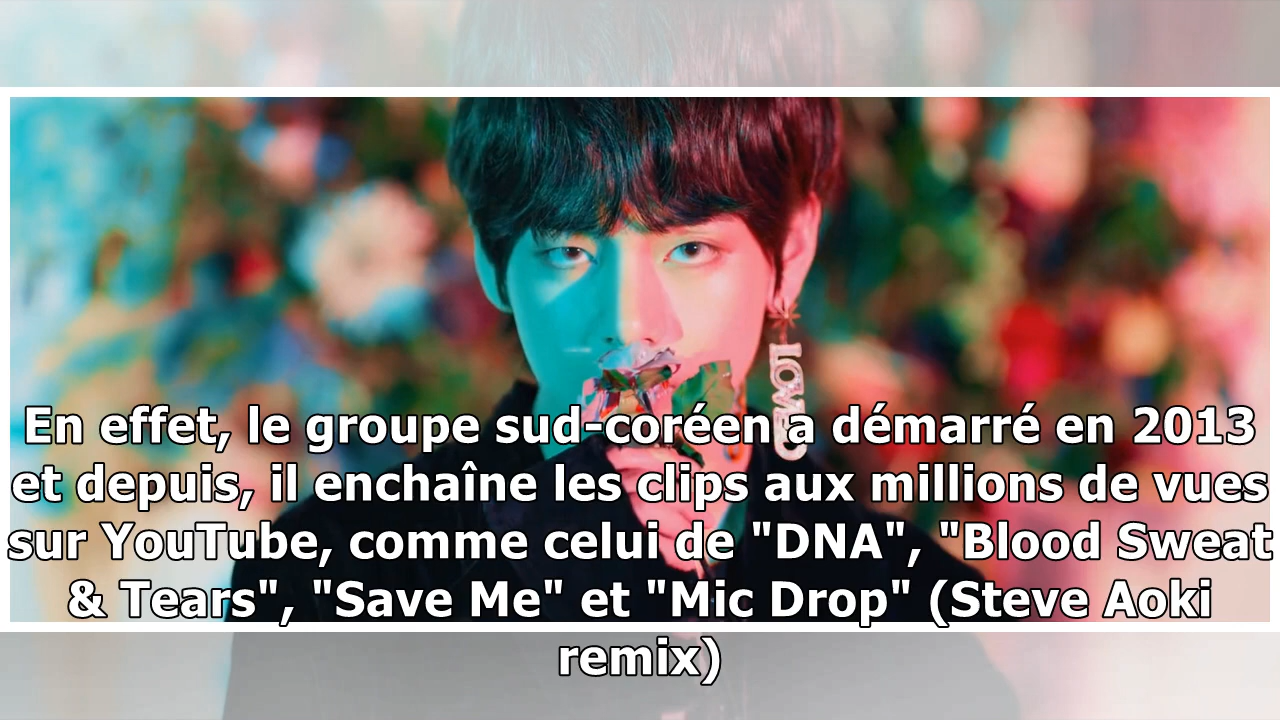 LOVE
En effet, le groupe sud-coréen a démarré en 2013
et depuis, il enchaîne les clips aux millions de vues
sur YouTube, comme celui de "DNA", "Blood Sweat
& Tears", "Save Me" et "Mic Drop" (Steve Aoki
remix)